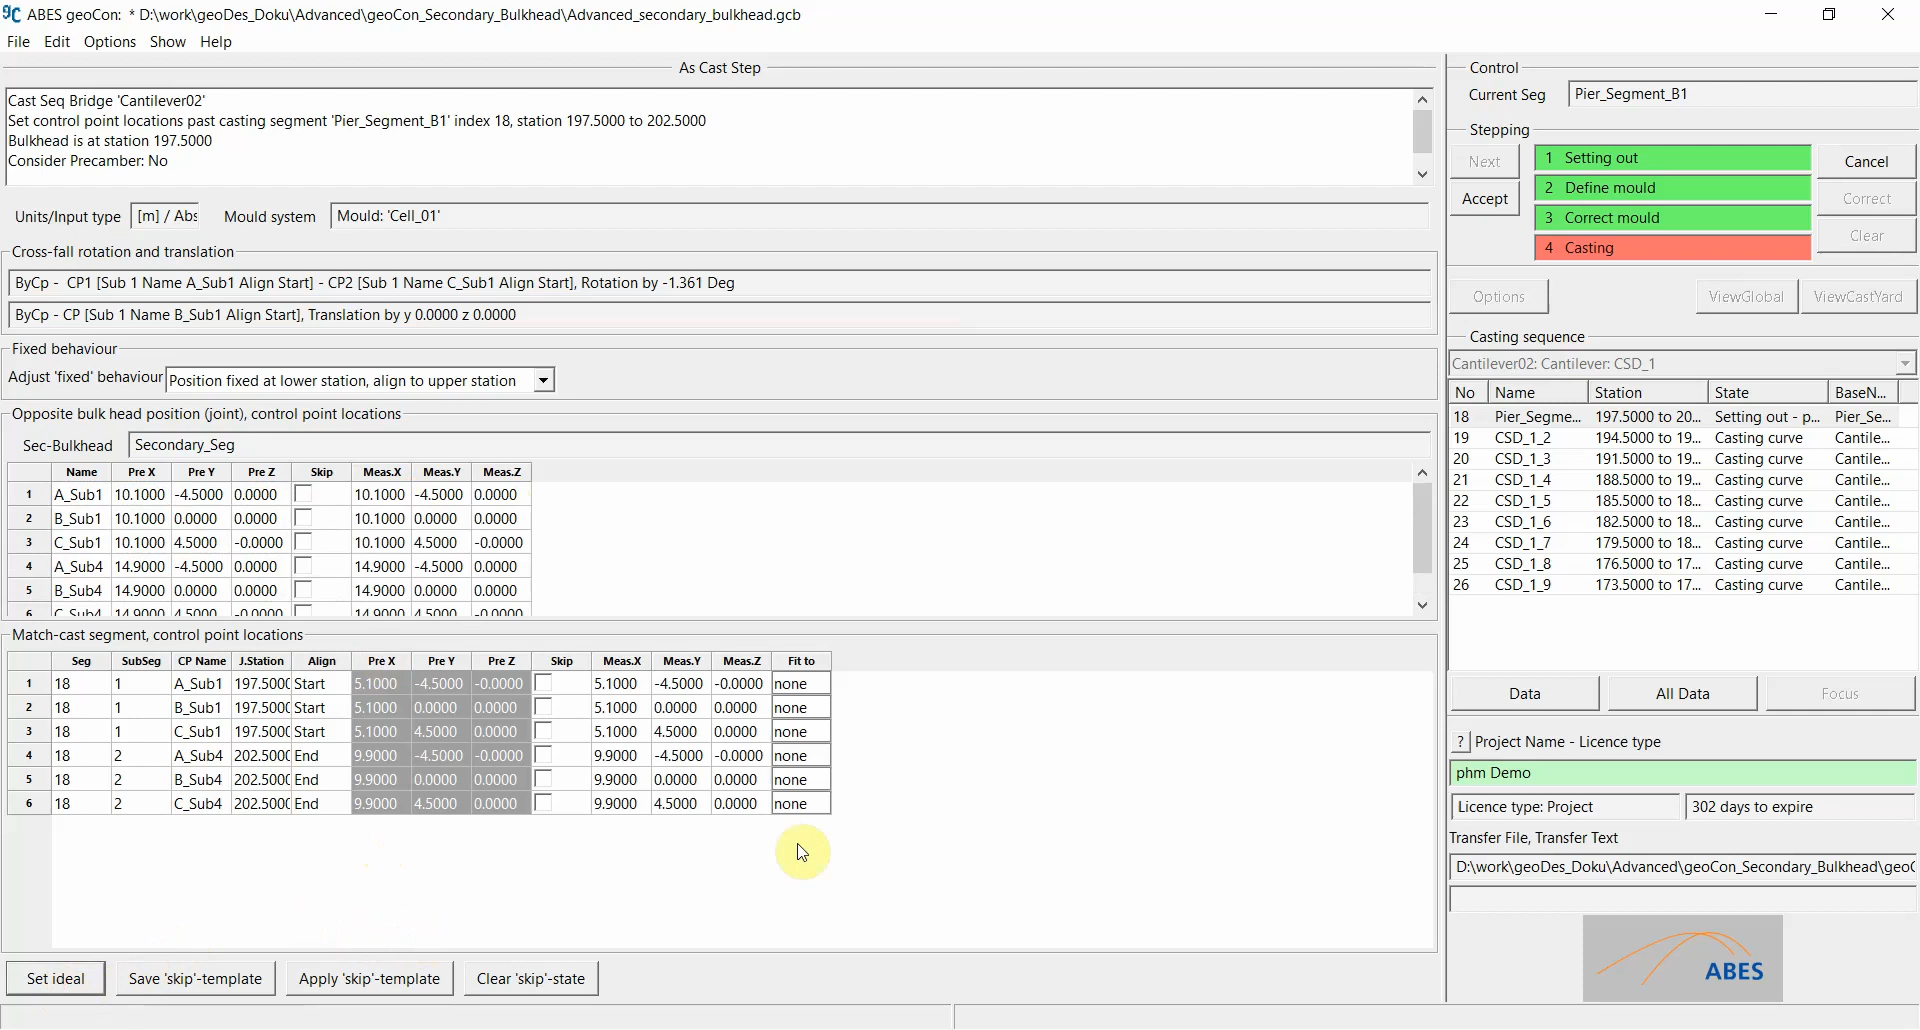 ABES geoCon:  * D:\work\geoDes_Doku\Advanced\geoCon_Secondary_Bulkhead\Advanced_secondary_bulkhead.gcb
File Edit Options Show Help
As Cast Step
Cast Seq Bridge 'Cantilever02'
Set control point locations past casting segment 'Pier_Segment_B1' index 18, station 197.5000 to 202.5000
Bulkhead is at station 197.5000
Consider Precamber: No
Units/Input type [m] / Abs Mould system Mould: 'Cell_01'
Cross-fall rotation and translation
ByCp -  CP1 [Sub 1 Name A_Sub1 Align Start] - CP2 [Sub 1 Name C_Sub1 Align Start], Rotation by -1.361 Deg
ByCp - CP [Sub 1 Name B_Sub1 Align Start], Translation by y 0.0000 z 0.0000
Fixed behaviour
Adjust 'fixed' behaviour Position fixed at lower station, align to upper station
Opposite bulk head position (joint), control point locations
Sec-Bulkhead Secondary_Seg
Name Pre X Pre Y Pre Z Skip Meas.X Meas.Y Meas.Z
1 A_Sub1 10.1000 -4.5000 0.0000 10.1000 -4.5000 0.0000
2 B_Sub1 10.1000 0.0000 0.0000 10.1000 0.0000 0.0000
3 C_Sub1 10.1000 4.5000 -0.0000 10.1000 4.5000 -0.0000
4 A_Sub4 14.9000 -4.5000 0.0000 14.9000 -4.5000 0.0000
5 B_Sub4 14.9000 0.0000 0.0000 14.9000 0.0000 0.0000
6 C_Sub4 14.9000 4.5000 -0.0000 14.9000 4.5000 -0.0000
Match-cast segment, control point locations
Seg SubSeg CP Name J.Station Align Pre X Pre Y Pre Z Skip Meas.X Meas.Y Meas.Z Fit to
1 18 1 A_Sub1 197.500 Start 5.1000 -4.5000 -0.0000 5.1000 -4.5000 -0.0000 none
2 18 1 B_Sub1 197.500 Start 5.1000 0.0000 0.0000 5.1000 0.0000 0.0000 none
3 18 1 C_Sub1 197.500 Start 5.1000 4.5000 0.0000 5.1000 4.5000 0.0000 none
4 18 2 A_Sub4 202.500 End 9.9000 -4.5000 -0.0000 9.9000 -4.5000 -0.0000 none
5 18 2 B_Sub4 202.500 End 9.9000 0.0000 0.0000 9.9000 0.0000 0.0000 none
6 18 2 C_Sub4 202.500 End 9.9000 4.5000 0.0000 9.9000 4.5000 0.0000 none
Set ideal Save 'skip'-template Apply 'skip'-template Clear 'skip'-state
Control
Current Seg Pier_Segment_B1
Stepping
Next 1 Setting out Cancel
2 Define mould
Accept Correct
3 Correct mould
Clear
4 Casting
Options ViewGlobal ViewCastYard
Casting sequence
Cantilever02: Cantilever: CSD_1
No Name Station State BaseN...
18 Pier_Segme... 197.5000 to 20... Setting out - p... Pier_Se...
19 CSD_1_2 194.5000 to 19... Casting curve Cantile...
20 CSD_1_3 191.5000 to 19... Casting curve Cantile...
21 CSD_1_4 188.5000 to 19... Casting curve Cantile...
22 CSD_1_5 185.5000 to 18... Casting curve Cantile...
23 CSD_1_6 182.5000 to 18... Casting curve Cantile...
24 CSD_1_7 179.5000 to 18... Casting curve Cantile...
25 CSD_1_8 176.5000 to 17... Casting curve Cantile...
26 CSD_1_9 173.5000 to 17... Casting curve Cantile...
Data All Data Focus
? Project Name - Licence type
phm Demo
Licence type: Project 302 days to expire
Transfer File, Transfer Text
D:\work\geoDes_Doku\Advanced\geoCon_Secondary_Bulkhead\geoC
ABES